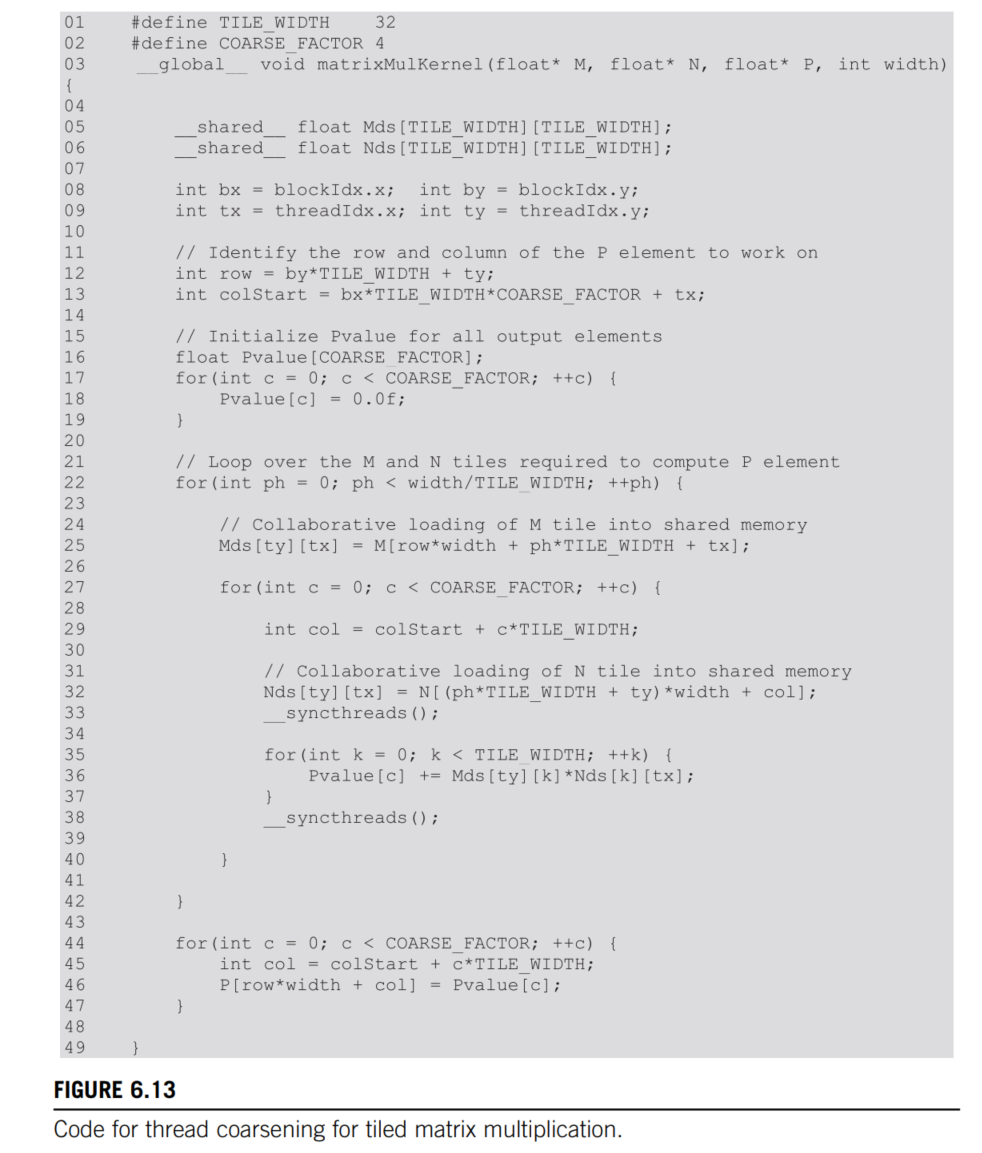 01 #define TILE_WIDTH    32
02 #define COARSE_FACTOR 4
03 __global__ void matrixMulKernel(float* M, float* N, float* P, int width)
{
04
05     __shared__ float Mds[TILE_WIDTH][TILE_WIDTH];
06     __shared__ float Nds[TILE_WIDTH][TILE_WIDTH];
07
08     int bx = blockIdx.x;  int by = blockIdx.y;
09     int tx = threadIdx.x; int ty = threadIdx.y;
10
11     // Identify the row and column of the P element to work on
12     int row = by*TILE_WIDTH + ty;
13     int colStart = bx*TILE_WIDTH*COARSE_FACTOR + tx;
14
15     // Initialize Pvalue for all output elements
16     float Pvalue[COARSE_FACTOR];
17     for(int c = 0; c < COARSE_FACTOR; ++c) {
18         Pvalue[c] = 0.0f;
19     }
20
21     // Loop over the M and N tiles required to compute P element
22     for(int ph = 0; ph < width/TILE_WIDTH; ++ph) {
23
24         // Collaborative loading of M tile into shared memory
25         Mds[ty][tx] = M[row*width + ph*TILE_WIDTH + tx];
26
27         for(int c = 0; c < COARSE_FACTOR; ++c) {
28
29             int col = colStart + c*TILE_WIDTH;
30
31             // Collaborative loading of N tile into shared memory
32             Nds[ty][tx] = N[(ph*TILE_WIDTH + ty)*width + col];
33             __syncthreads();
34
35             for(int k = 0; k < TILE_WIDTH; ++k) {
36                 Pvalue[c] += Mds[ty][k]*Nds[k][tx];
37             }
38             __syncthreads();
39
40         }
41
42     }
43
44     for(int c = 0; c < COARSE_FACTOR; ++c) {
45         int col = colStart + c*TILE_WIDTH;
46         P[row*width + col] = Pvalue[c];
47     }
48
49 }
FIGURE 6.13
Code for thread coarsening for tiled matrix multiplication.